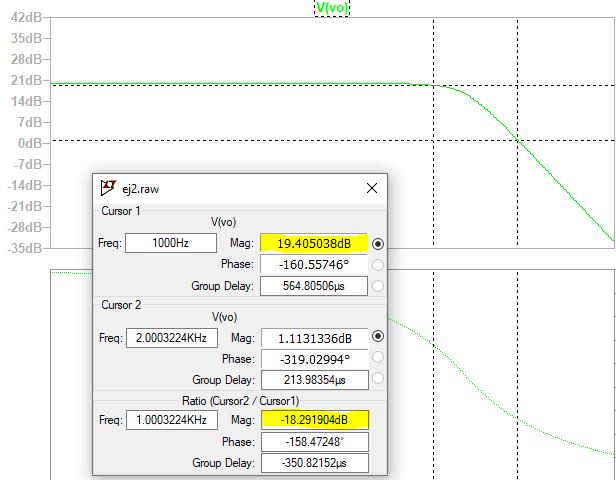 V(vo)
42dB
35dB
28dB
21dB
14dB
7dB
0dB
-7dB
-14dB
-21dB
-28dB
-35dB
ej2.raw
Cursor 1
V(vo)
Freq: 1000Hz Mag: 19.405038dB
Phase: -160.55746°
Group Delay: 564.80506µs
Cursor 2
V(vo)
Freq: 2.0003224KHz Mag: 1.1131336dB
Phase: -319.02994°
Group Delay: 213.98354µs
Ratio (Cursor2 / Cursor1)
Freq: 1.0003224KHz Mag: -18.291904dB
Phase: -158.47248°
Group Delay: -350.82152µs